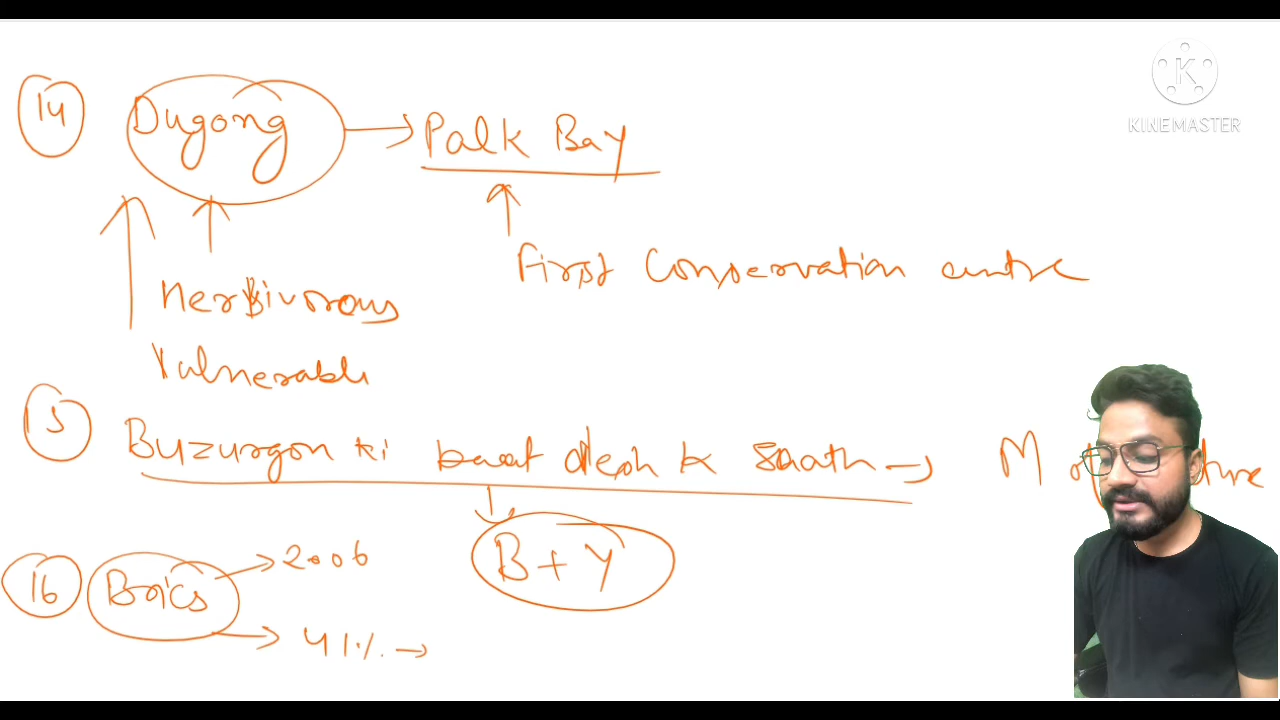 14 Dugong → Palk Bay
First Conservation centre
Herbivorous
Vulnerable
15 Buzurgon ki baat desh k saath → M
B + Y
16 Brics → 2006
→ 41% →
KINEMASTER